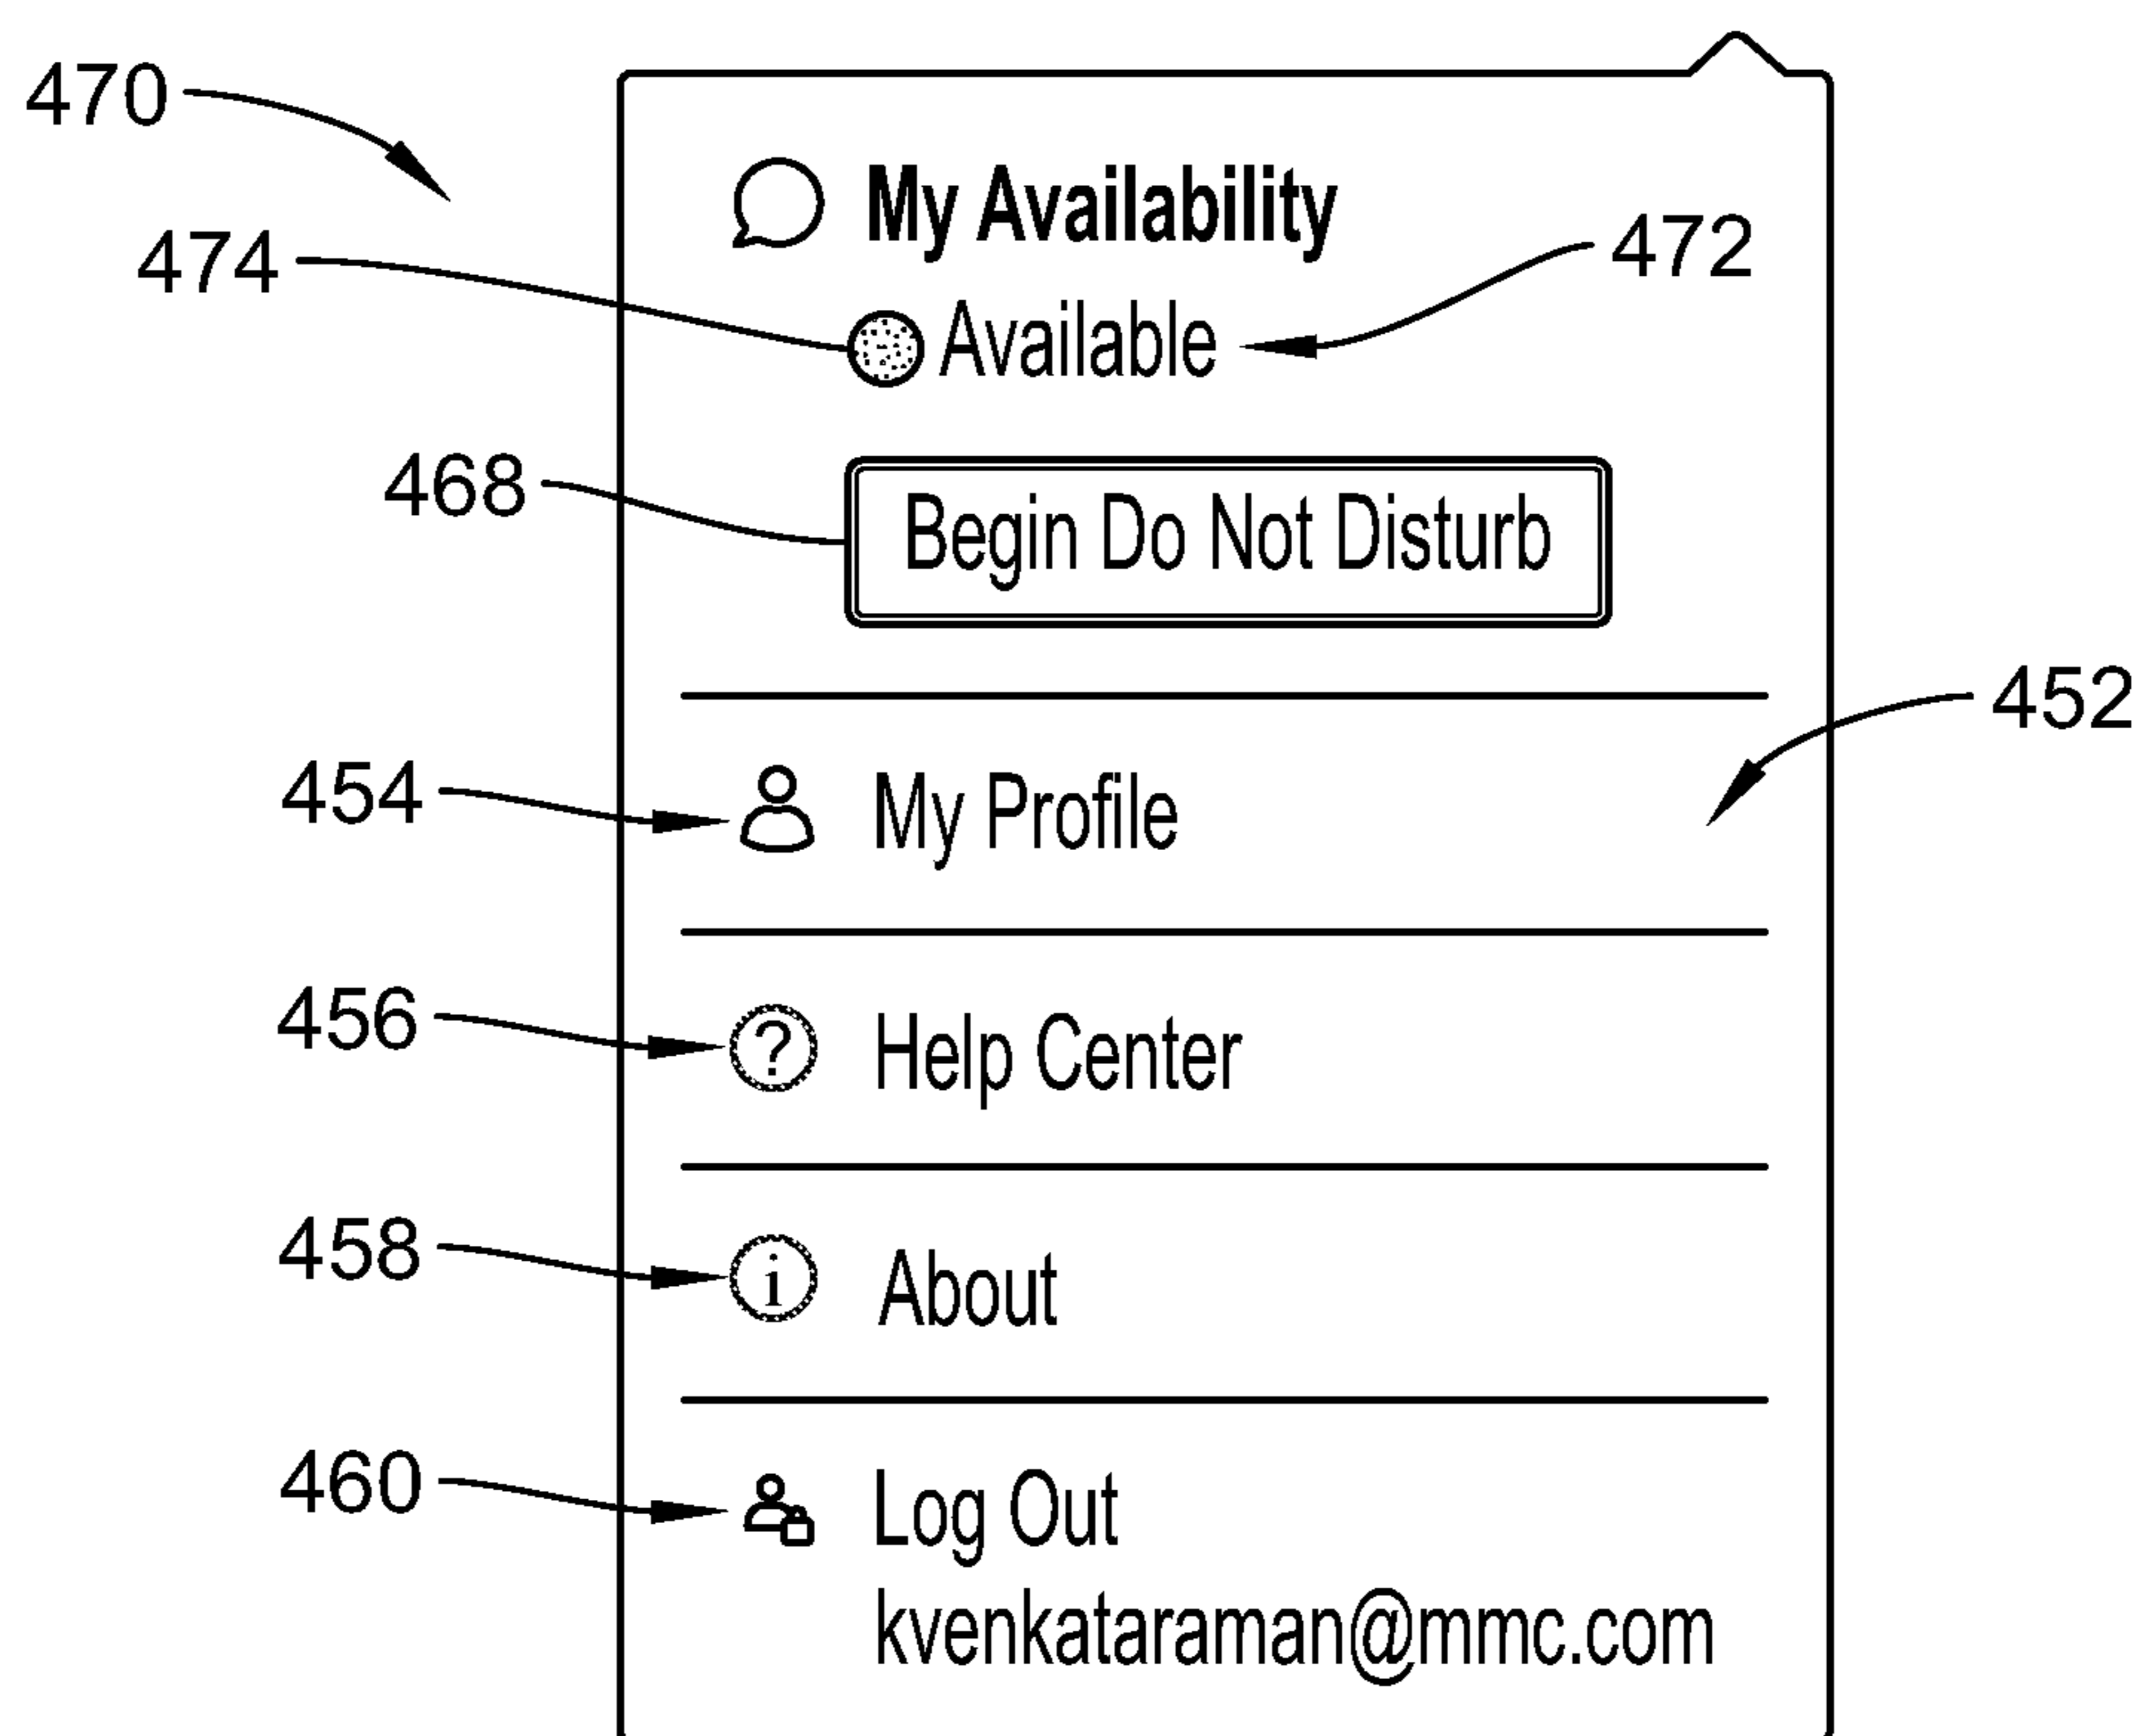 470
My Availability
474
472
Available
468
Begin Do Not Disturb
452
454
My Profile
456
?
Help Center
458
i
About
460
Log Out
kvenkataraman@mmc.com